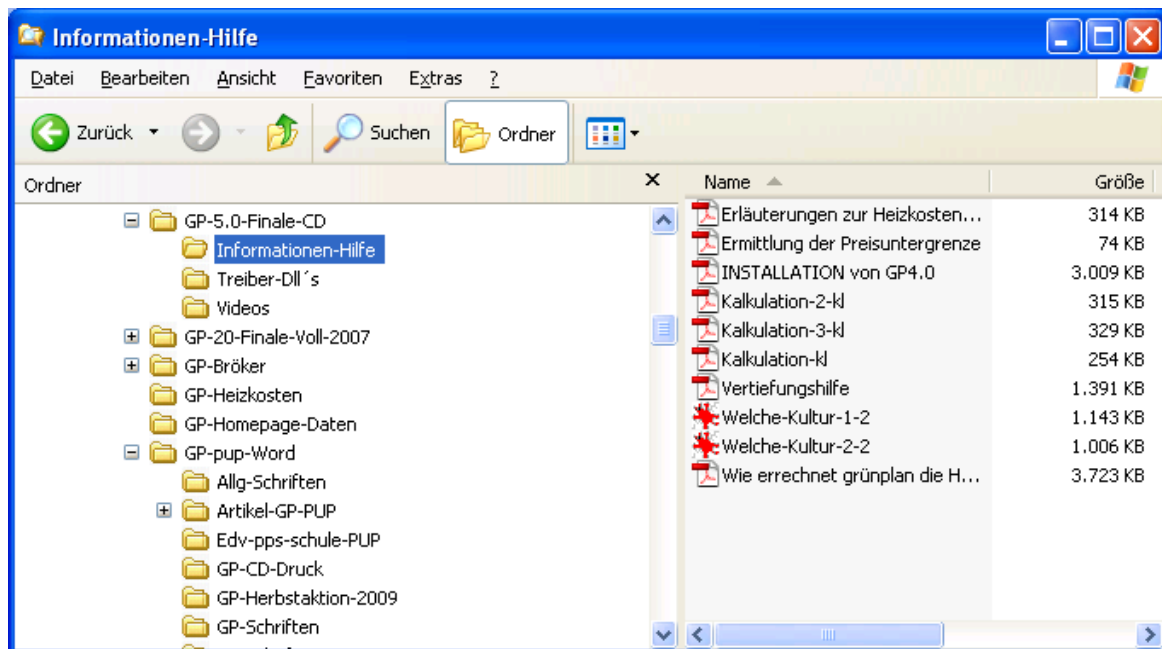 Informationen-Hilfe
Datei Bearbeiten Ansicht Favoriten Extras ?
Zurück Suchen Ordner
Ordner
GP-5.0-Finale-CD
Informationen-Hilfe
Treiber-Dll´s
Videos
GP-20-Finale-Voll-2007
GP-Bröker
GP-Heizkosten
GP-Homepage-Daten
GP-pup-Word
Allg-Schriften
Artikel-GP-PUP
Edv-pps-schule-PUP
GP-CD-Druck
GP-Herbstaktion-2009
GP-Schriften
Name Größe
Erläuterungen zur Heizkosten... 314 KB
Ermittlung der Preisuntergrenze 74 KB
INSTALLATION von GP4.0 3.009 KB
Kalkulation-2-kl 315 KB
Kalkulation-3-kl 329 KB
Kalkulation-kl 254 KB
Vertiefungshilfe 1.391 KB
Welche-Kultur-1-2 1.143 KB
Welche-Kultur-2-2 1.006 KB
Wie errechnet grünplan die H... 3.723 KB